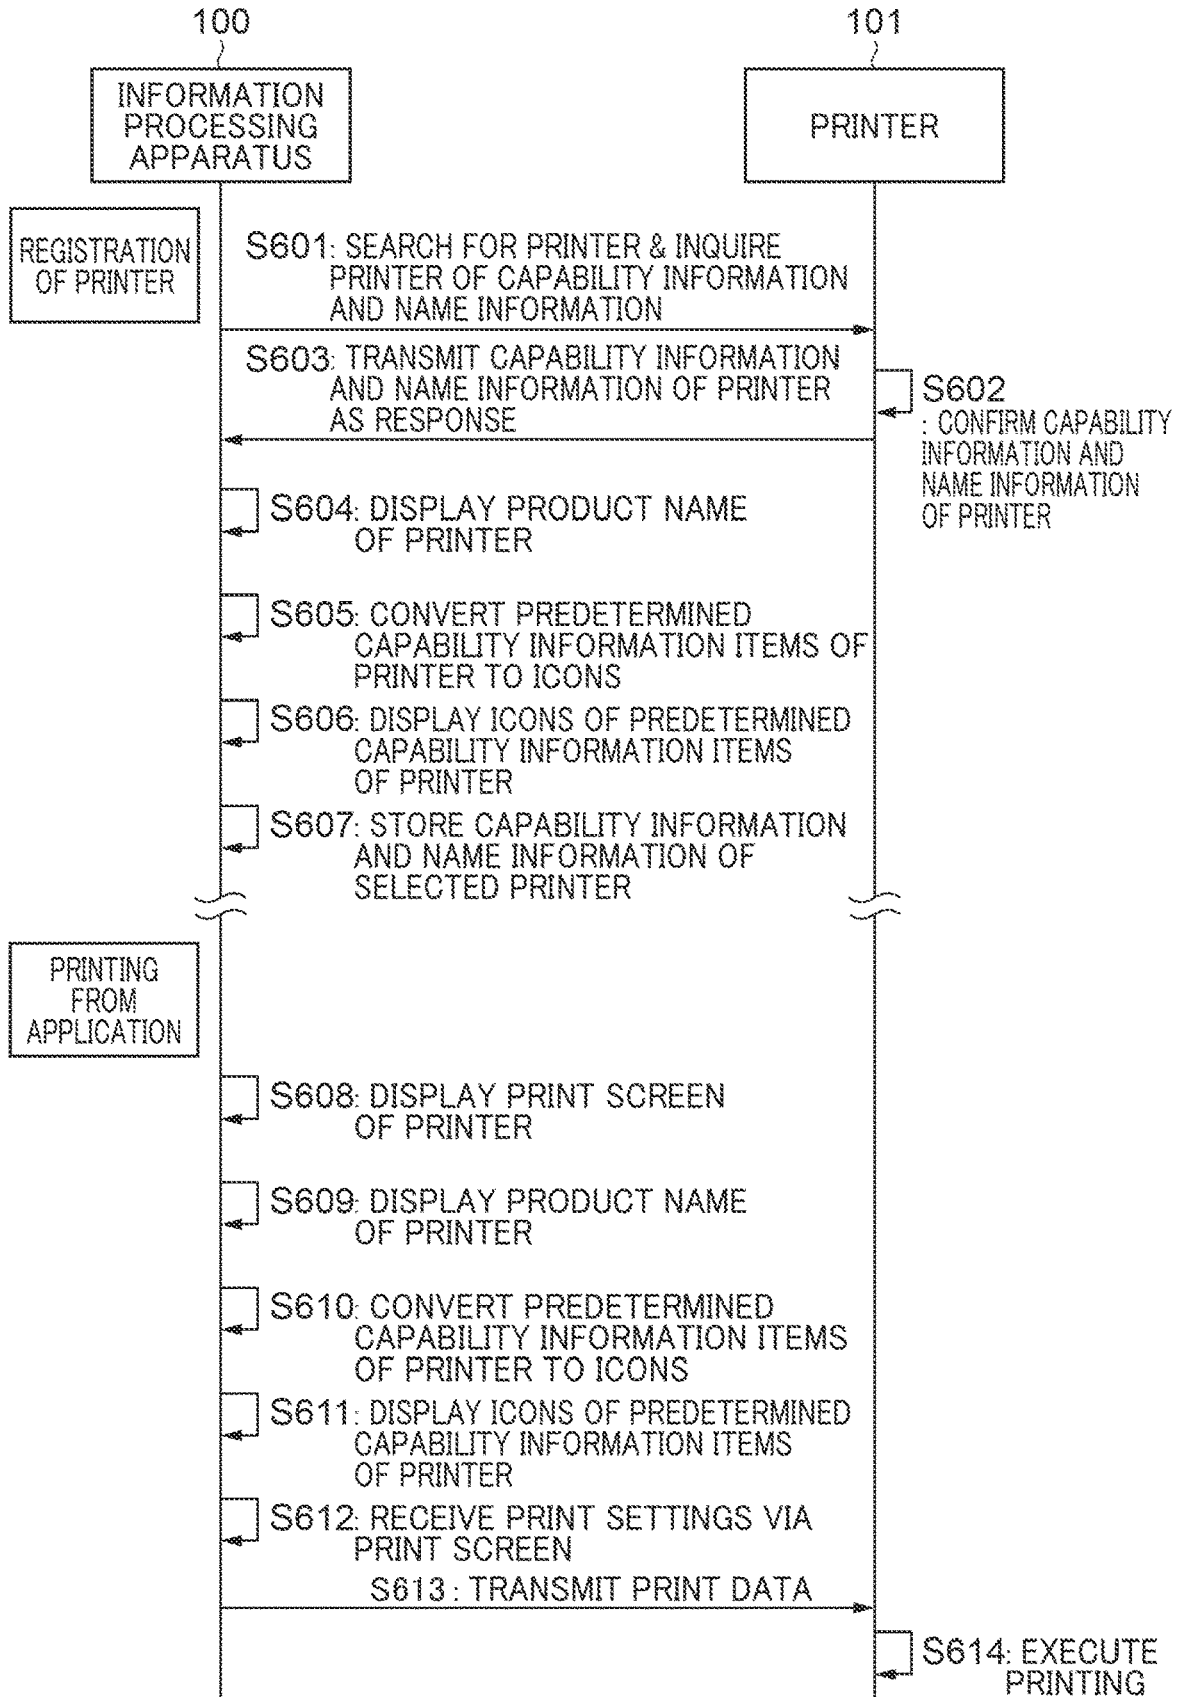 100
101
INFORMATION
PROCESSING
APPARATUS
PRINTER
REGISTRATION
OF PRINTER
S601: SEARCH FOR PRINTER & INQUIRE
PRINTER OF CAPABILITY INFORMATION
AND NAME INFORMATION
S603: TRANSMIT CAPABILITY INFORMATION
AND NAME INFORMATION OF PRINTER
AS RESPONSE
S602
: CONFIRM CAPABILITY
INFORMATION AND
NAME INFORMATION
OF PRINTER
S604: DISPLAY PRODUCT NAME
OF PRINTER
S605: CONVERT PREDETERMINED
CAPABILITY INFORMATION ITEMS OF
PRINTER TO ICONS
S606: DISPLAY ICONS OF PREDETERMINED
CAPABILITY INFORMATION ITEMS
OF PRINTER
S607: STORE CAPABILITY INFORMATION
AND NAME INFORMATION OF
SELECTED PRINTER
PRINTING
FROM
APPLICATION
S608: DISPLAY PRINT SCREEN
OF PRINTER
S609: DISPLAY PRODUCT NAME
OF PRINTER
S610: CONVERT PREDETERMINED
CAPABILITY INFORMATION ITEMS
OF PRINTER TO ICONS
S611: DISPLAY ICONS OF PREDETERMINED
CAPABILITY INFORMATION ITEMS
OF PRINTER
S612: RECEIVE PRINT SETTINGS VIA
PRINT SCREEN
S613: TRANSMIT PRINT DATA
S614: EXECUTE
PRINTING